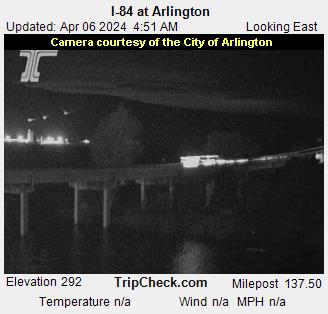 I-84 at Arlington
Updated: Apr 06 2024 4:51 AM Looking East
Camera courtesy of the City of Arlington
Elevation 292 TripCheck.com Milepost 137.50
Temperature n/a Wind n/a MPH n/a